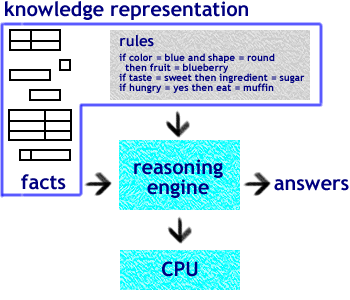 knowledge representation
rules
if color = blue and shape = round
then fruit = blueberry
if taste = sweet then ingredient = sugar
if hungry = yes then eat = muffin
facts
reasoning
engine
answers
CPU